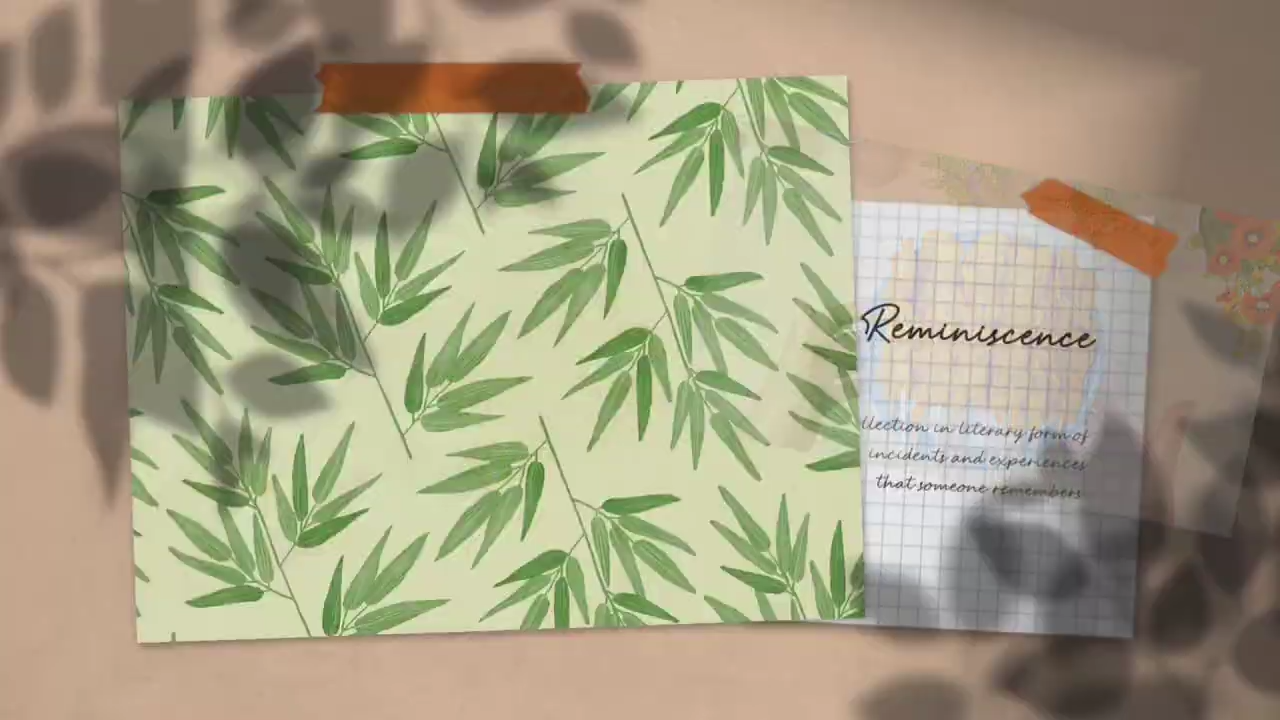 Reminiscence
llection in literary form of
incidents and experiences
that someone remembers